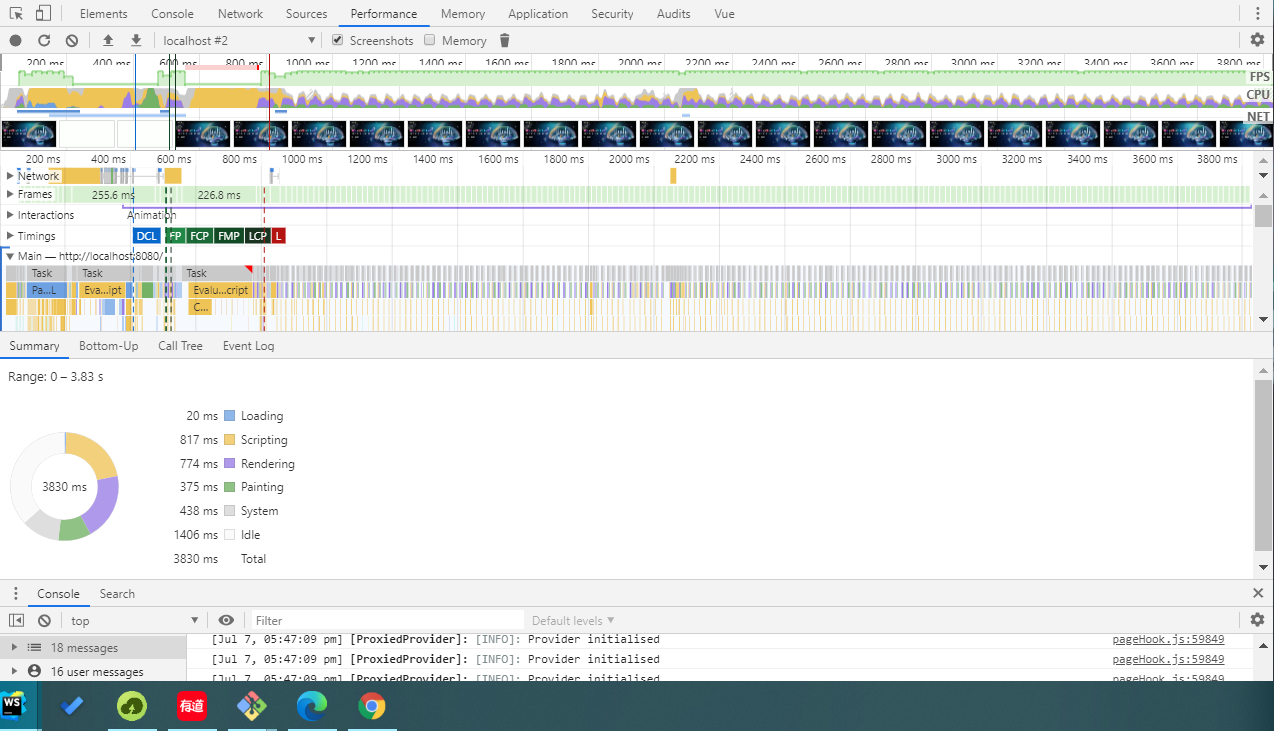 Elements Console Network Sources Performance Memory Application Security Audits Vue
localhost #2 Screenshots Memory
200 ms 400 ms 600 ms 800 ms 1000 ms 1200 ms 1400 ms 1600 ms 1800 ms 2000 ms 2200 ms 2400 ms 2600 ms 2800 ms 3000 ms 3200 ms 3400 ms 3600 ms 3800 ms
FPS
CPU
NET
200 ms 400 ms 600 ms 800 ms 1000 ms 1200 ms 1400 ms 1600 ms 1800 ms 2000 ms 2200 ms 2400 ms 2600 ms 2800 ms 3000 ms 3200 ms 3400 ms 3600 ms 3800 ms
Network
Frames 255.6 ms 226.8 ms
Interactions Animation
Timings DCL FP FCP FMP LCP L
Main — http://localhost:8080/
Task Task Task
Pa...L Eva...ipt Evalu...cript
C...
Summary Bottom-Up Call Tree Event Log
Range: 0 – 3.83 s
20 ms Loading
817 ms Scripting
774 ms Rendering
3830 ms
375 ms Painting
438 ms System
1406 ms Idle
3830 ms Total
Console Search
top Filter Default levels
18 messages
[Jul 7, 05:47:09 pm] [ProxiedProvider]: [INFO]: Provider initialised pageHook.js:59849
[Jul 7, 05:47:09 pm] [ProxiedProvider]: [INFO]: Provider initialised pageHook.js:59849
16 user messages
[Jul 7, 05:47:09 pm] [ProxiedProvider]: [INFO]: Provider initialised pageHook.js:59849
WS
有道